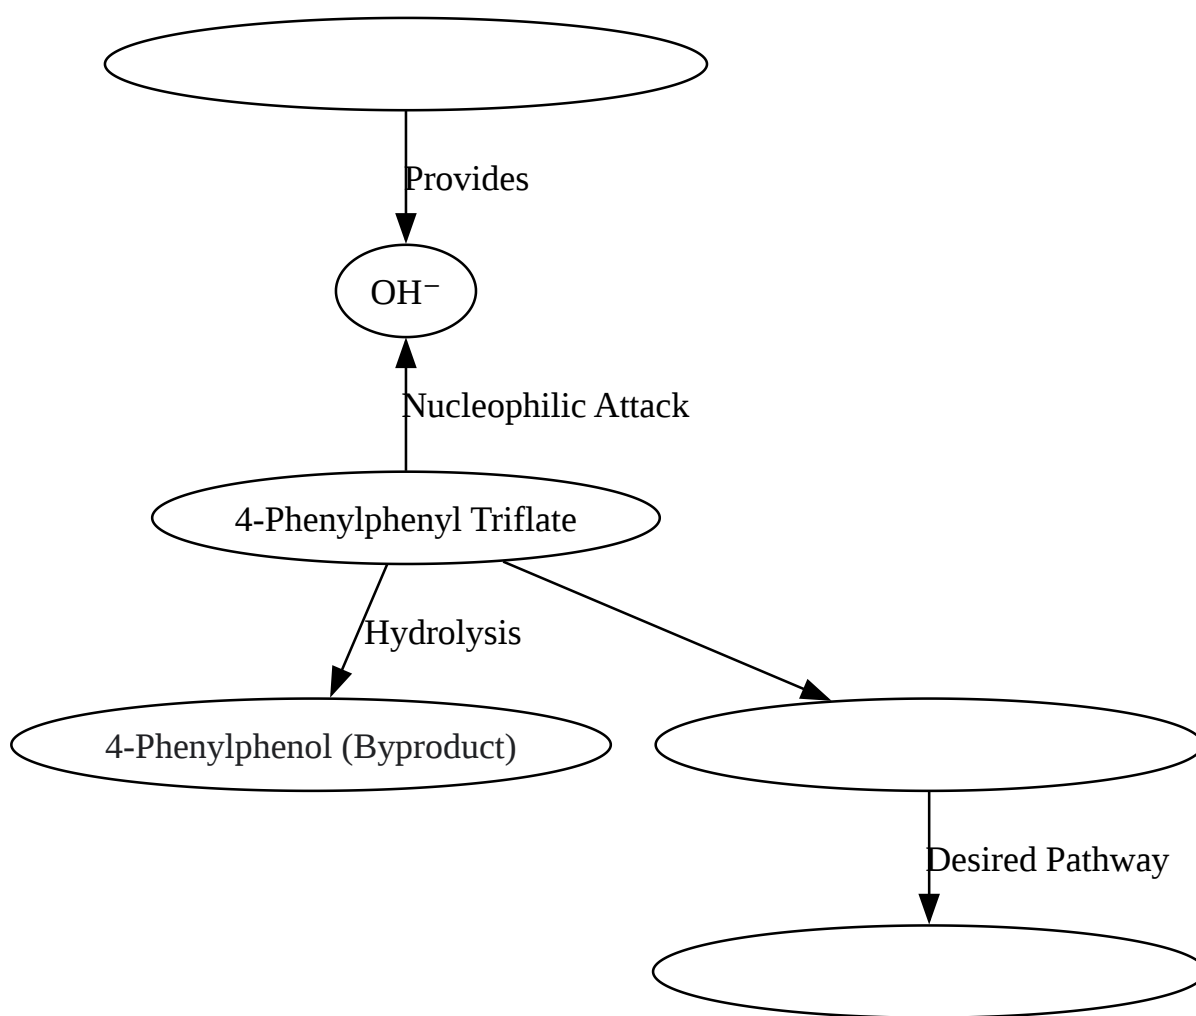 Provides
OH⁻
Nucleophilic Attack
4-Phenylphenyl Triflate
Hydrolysis
4-Phenylphenol (Byproduct)
Desired Pathway